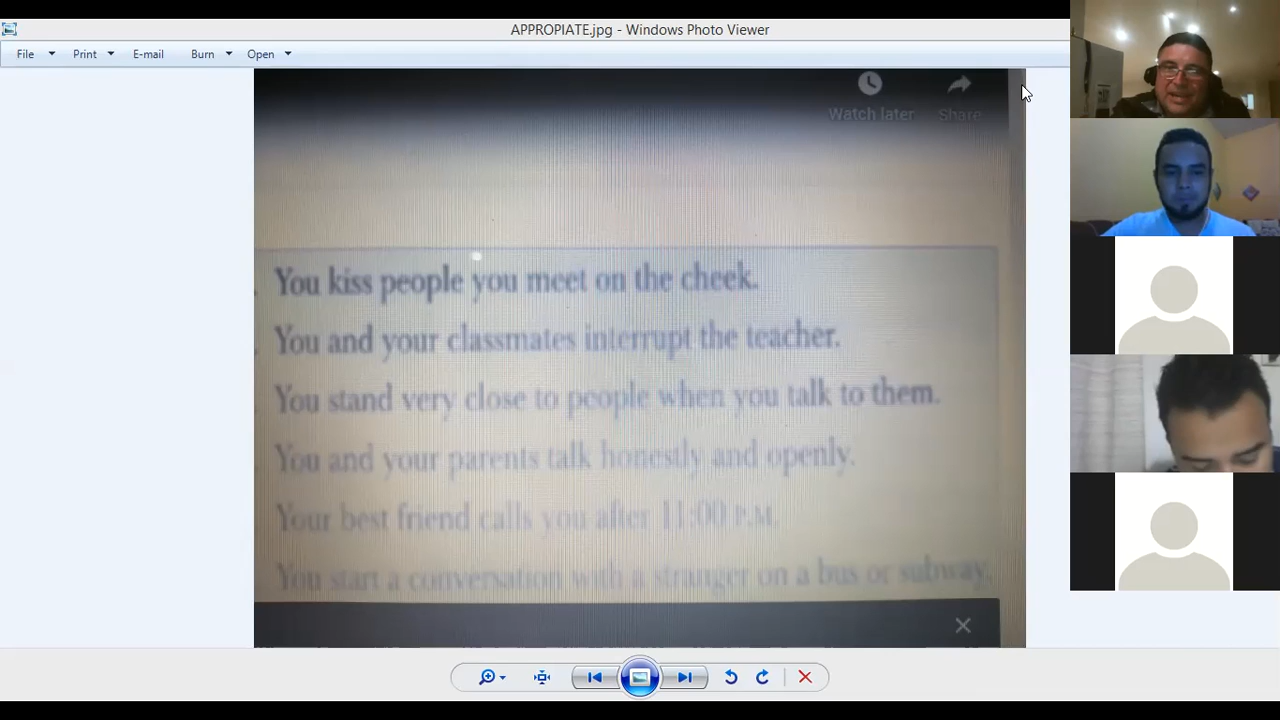 APPROPIATE.jpg - Windows Photo Viewer
File Print E-mail Burn Open
Watch later Share
You kiss people you meet on the cheek.
You and your classmates interrupt the teacher.
You stand very close to people when you talk to them.
You and your parents talk honestly and openly.
Your best friend calls you after 11:00 P.M.
You start a conversation with a stranger on a bus or subway.